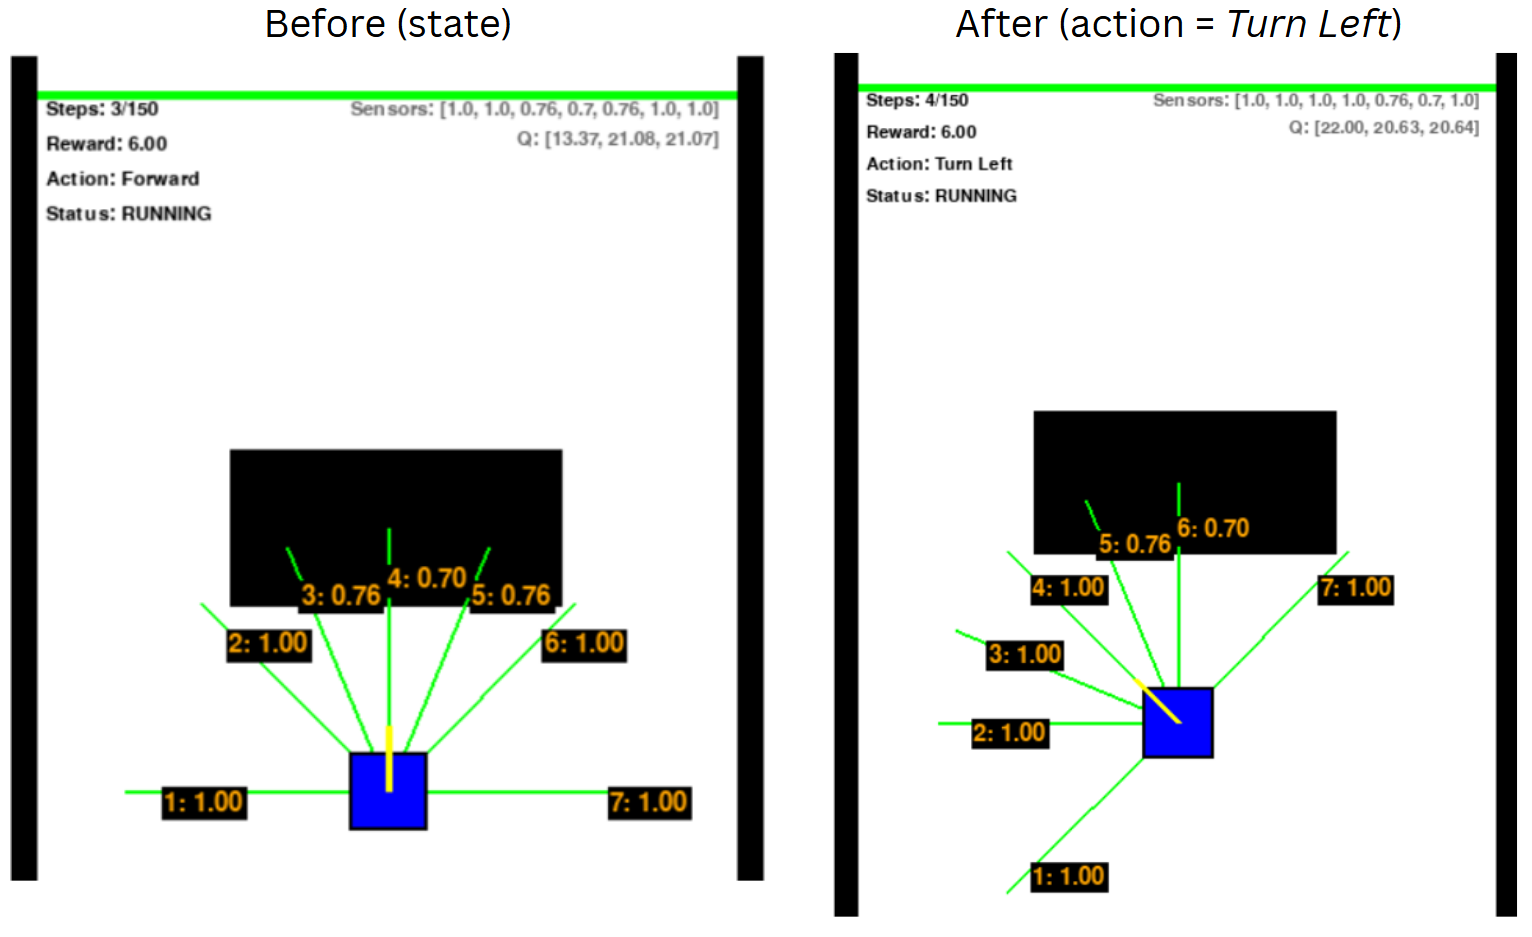 Before (state)
Steps: 3/150
Sensors: [1.0, 1.0, 0.76, 0.7, 0.76, 1.0, 1.0]
Reward: 6.00
Q: [13.37, 21.08, 21.07]
Action: Forward
Status: RUNNING
3: 0.76
4: 0.70
5: 0.76
2: 1.00
6: 1.00
1: 1.00
7: 1.00
After (action = Turn Left)
Steps: 4/150
Sensors: [1.0, 1.0, 1.0, 1.0, 0.76, 0.7, 1.0]
Reward: 6.00
Q: [22.00, 20.63, 20.64]
Action: Turn Left
Status: RUNNING
6: 0.70
5: 0.76
4: 1.00
7: 1.00
3: 1.00
2: 1.00
1: 1.00